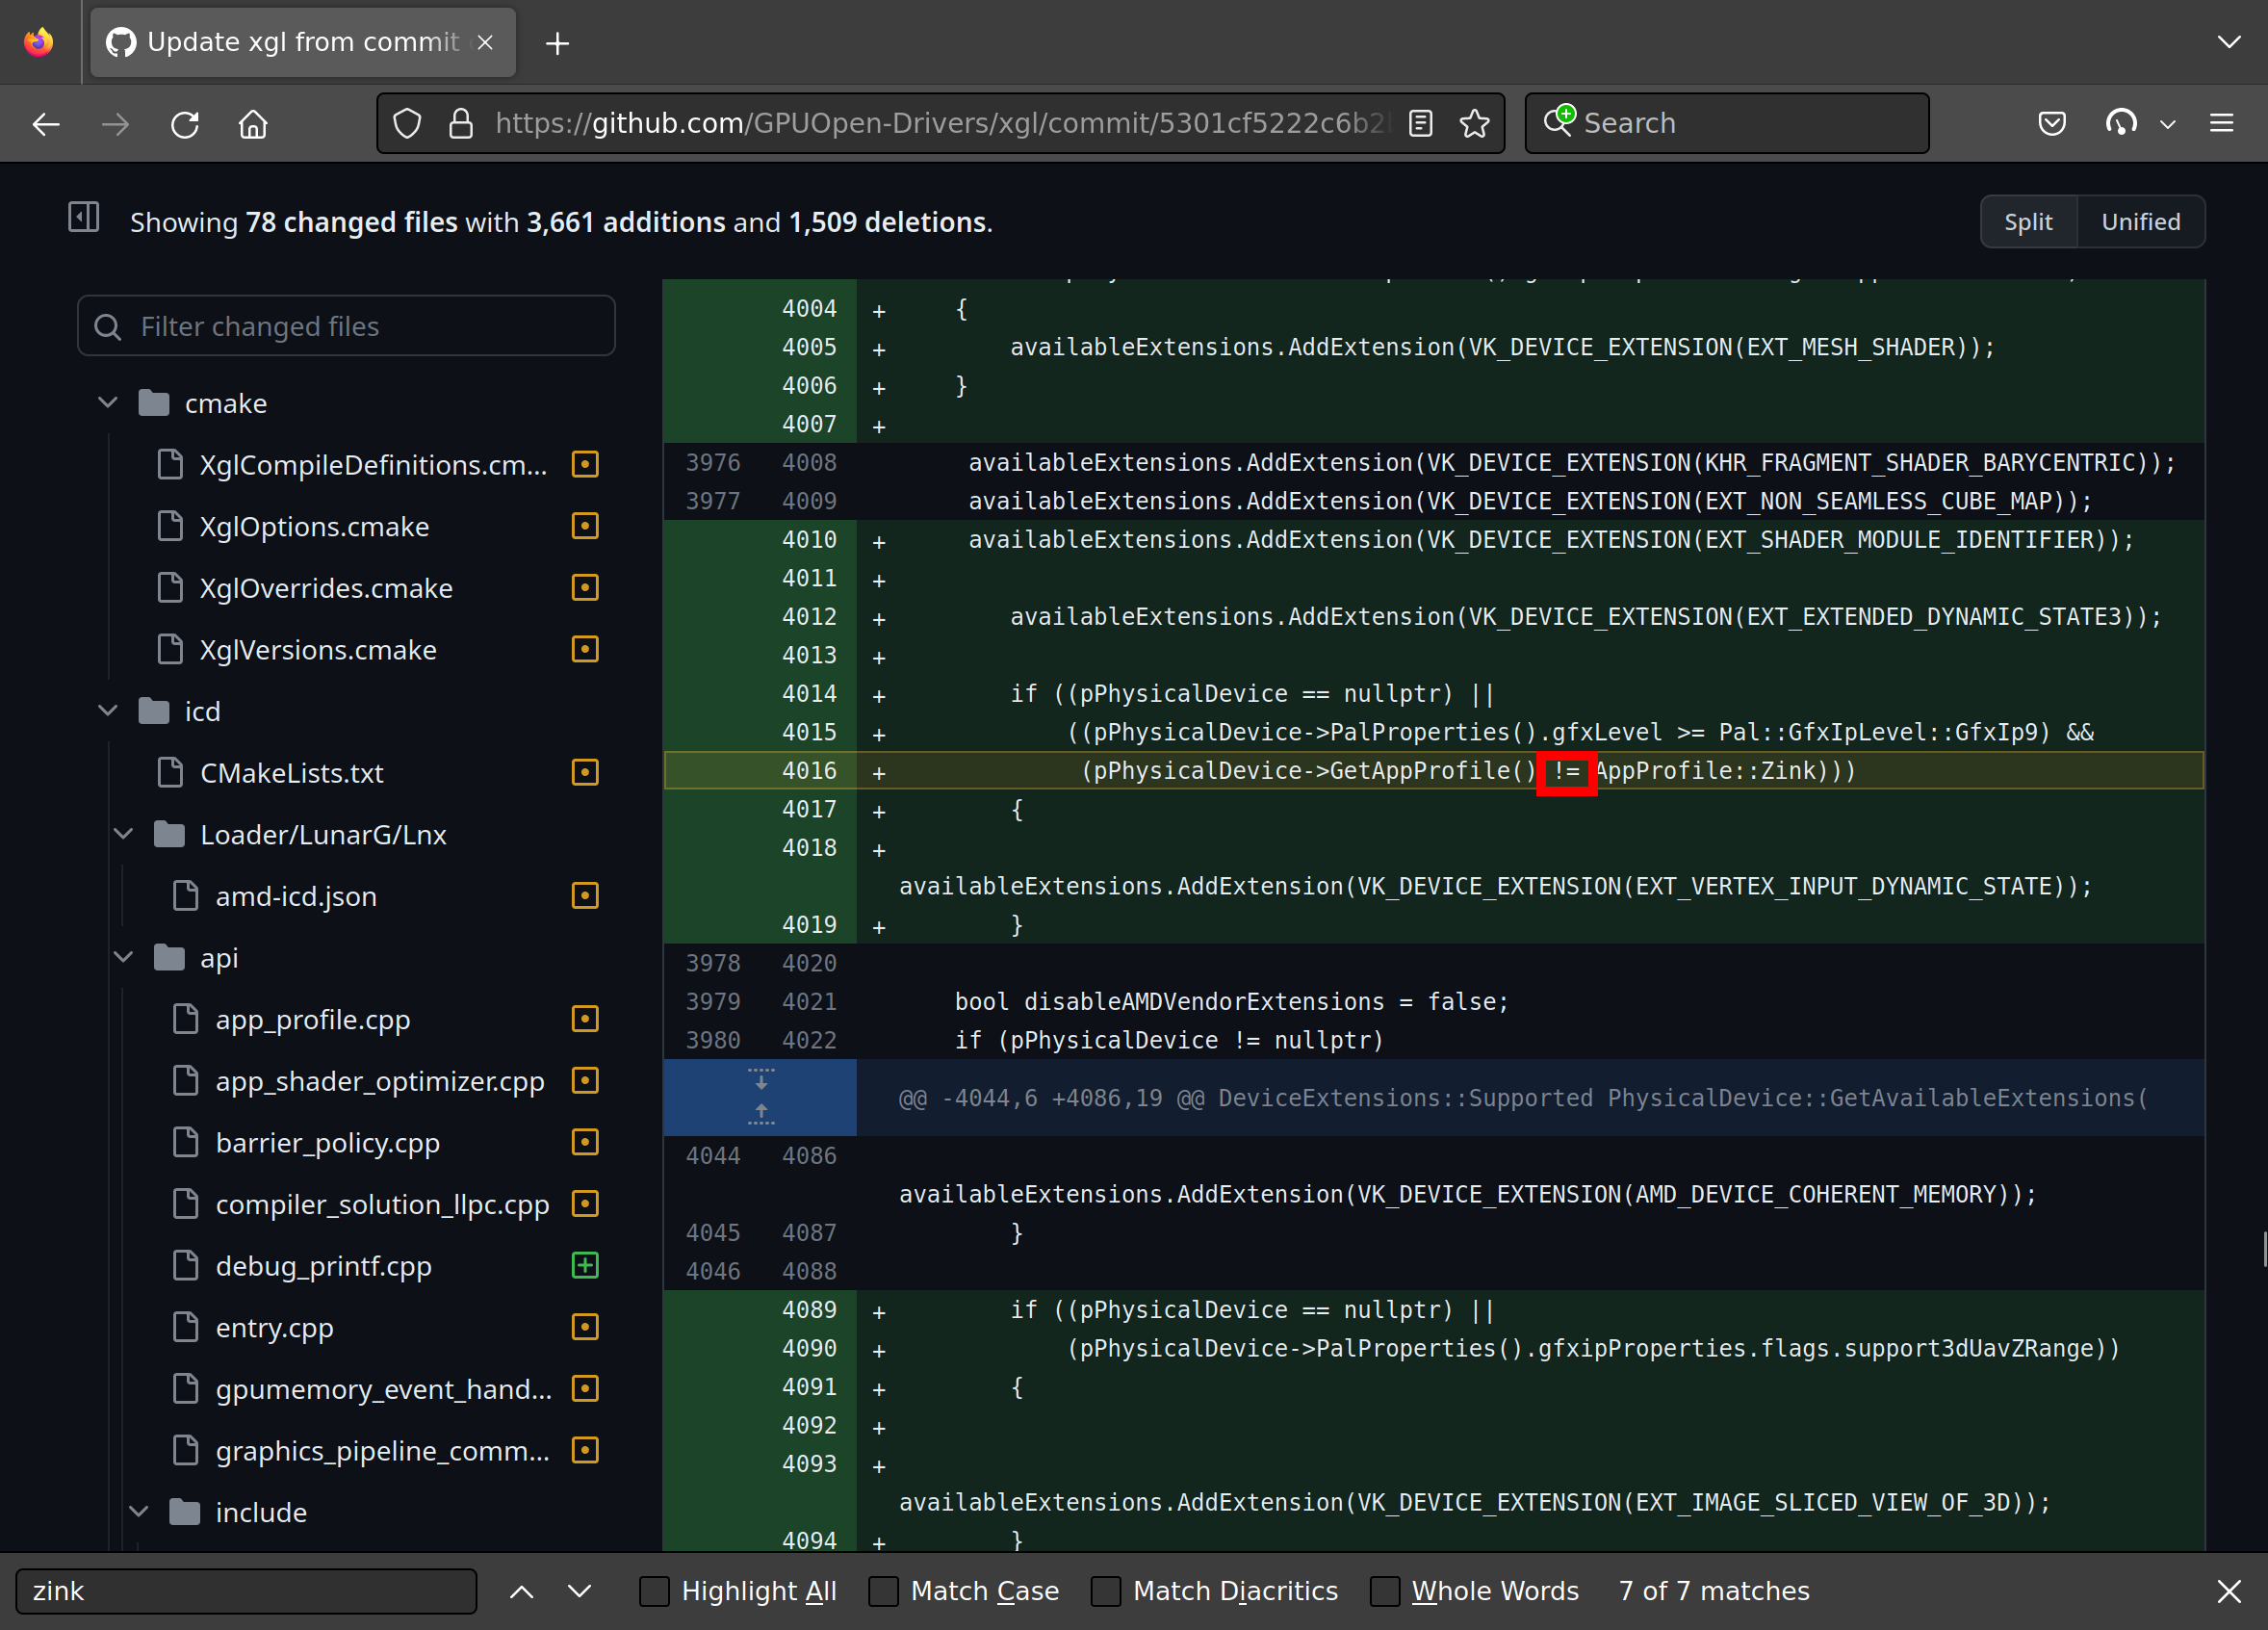 Update xgl from commit
https://github.com/GPUOpen-Drivers/xgl/commit/5301cf5222c6b2
Search
Showing 78 changed files with 3,661 additions and 1,509 deletions.
Split
Unified
Filter changed files
cmake
XglCompileDefinitions.cm...
XglOptions.cmake
XglOverrides.cmake
XglVersions.cmake
icd
CMakeLists.txt
Loader/LunarG/Lnx
amd-icd.json
api
app_profile.cpp
app_shader_optimizer.cpp
barrier_policy.cpp
compiler_solution_llpc.cpp
debug_printf.cpp
entry.cpp
gpumemory_event_hand...
graphics_pipeline_comm...
include
4004 + {
4005 + availableExtensions.AddExtension(VK_DEVICE_EXTENSION(EXT_MESH_SHADER));
4006 + }
4007 +
3976 4008 availableExtensions.AddExtension(VK_DEVICE_EXTENSION(KHR_FRAGMENT_SHADER_BARYCENTRIC));
3977 4009 availableExtensions.AddExtension(VK_DEVICE_EXTENSION(EXT_NON_SEAMLESS_CUBE_MAP));
4010 + availableExtensions.AddExtension(VK_DEVICE_EXTENSION(EXT_SHADER_MODULE_IDENTIFIER));
4011 +
4012 + availableExtensions.AddExtension(VK_DEVICE_EXTENSION(EXT_EXTENDED_DYNAMIC_STATE3));
4013 +
4014 + if ((pPhysicalDevice == nullptr) ||
4015 + ((pPhysicalDevice->PalProperties().gfxLevel >= Pal::GfxIpLevel::GfxIp9) &&
4016 + (pPhysicalDevice->GetAppProfile() != AppProfile::Zink)))
4017 + {
4018 +
availableExtensions.AddExtension(VK_DEVICE_EXTENSION(EXT_VERTEX_INPUT_DYNAMIC_STATE));
4019 + }
3978 4020
3979 4021 bool disableAMDVendorExtensions = false;
3980 4022 if (pPhysicalDevice != nullptr)
@@ -4044,6 +4086,19 @@ DeviceExtensions::Supported PhysicalDevice::GetAvailableExtensions(
4044 4086
availableExtensions.AddExtension(VK_DEVICE_EXTENSION(AMD_DEVICE_COHERENT_MEMORY));
4045 4087 }
4046 4088
4089 + if ((pPhysicalDevice == nullptr) ||
4090 + (pPhysicalDevice->PalProperties().gfxipProperties.flags.support3dUavZRange))
4091 + {
4092 +
4093 +
availableExtensions.AddExtension(VK_DEVICE_EXTENSION(EXT_IMAGE_SLICED_VIEW_OF_3D));
4094 + }
zink
Highlight All
Match Case
Match Diacritics
Whole Words
7 of 7 matches